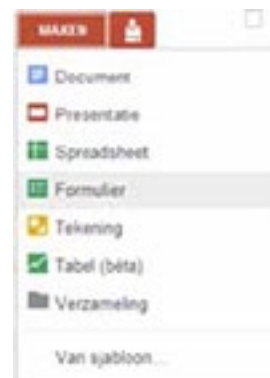 MAKEN
Document
Presentatie
Spreadsheet
Formulier
Tekening
Tabel (bèta)
Verzameling
Van sjabloon...